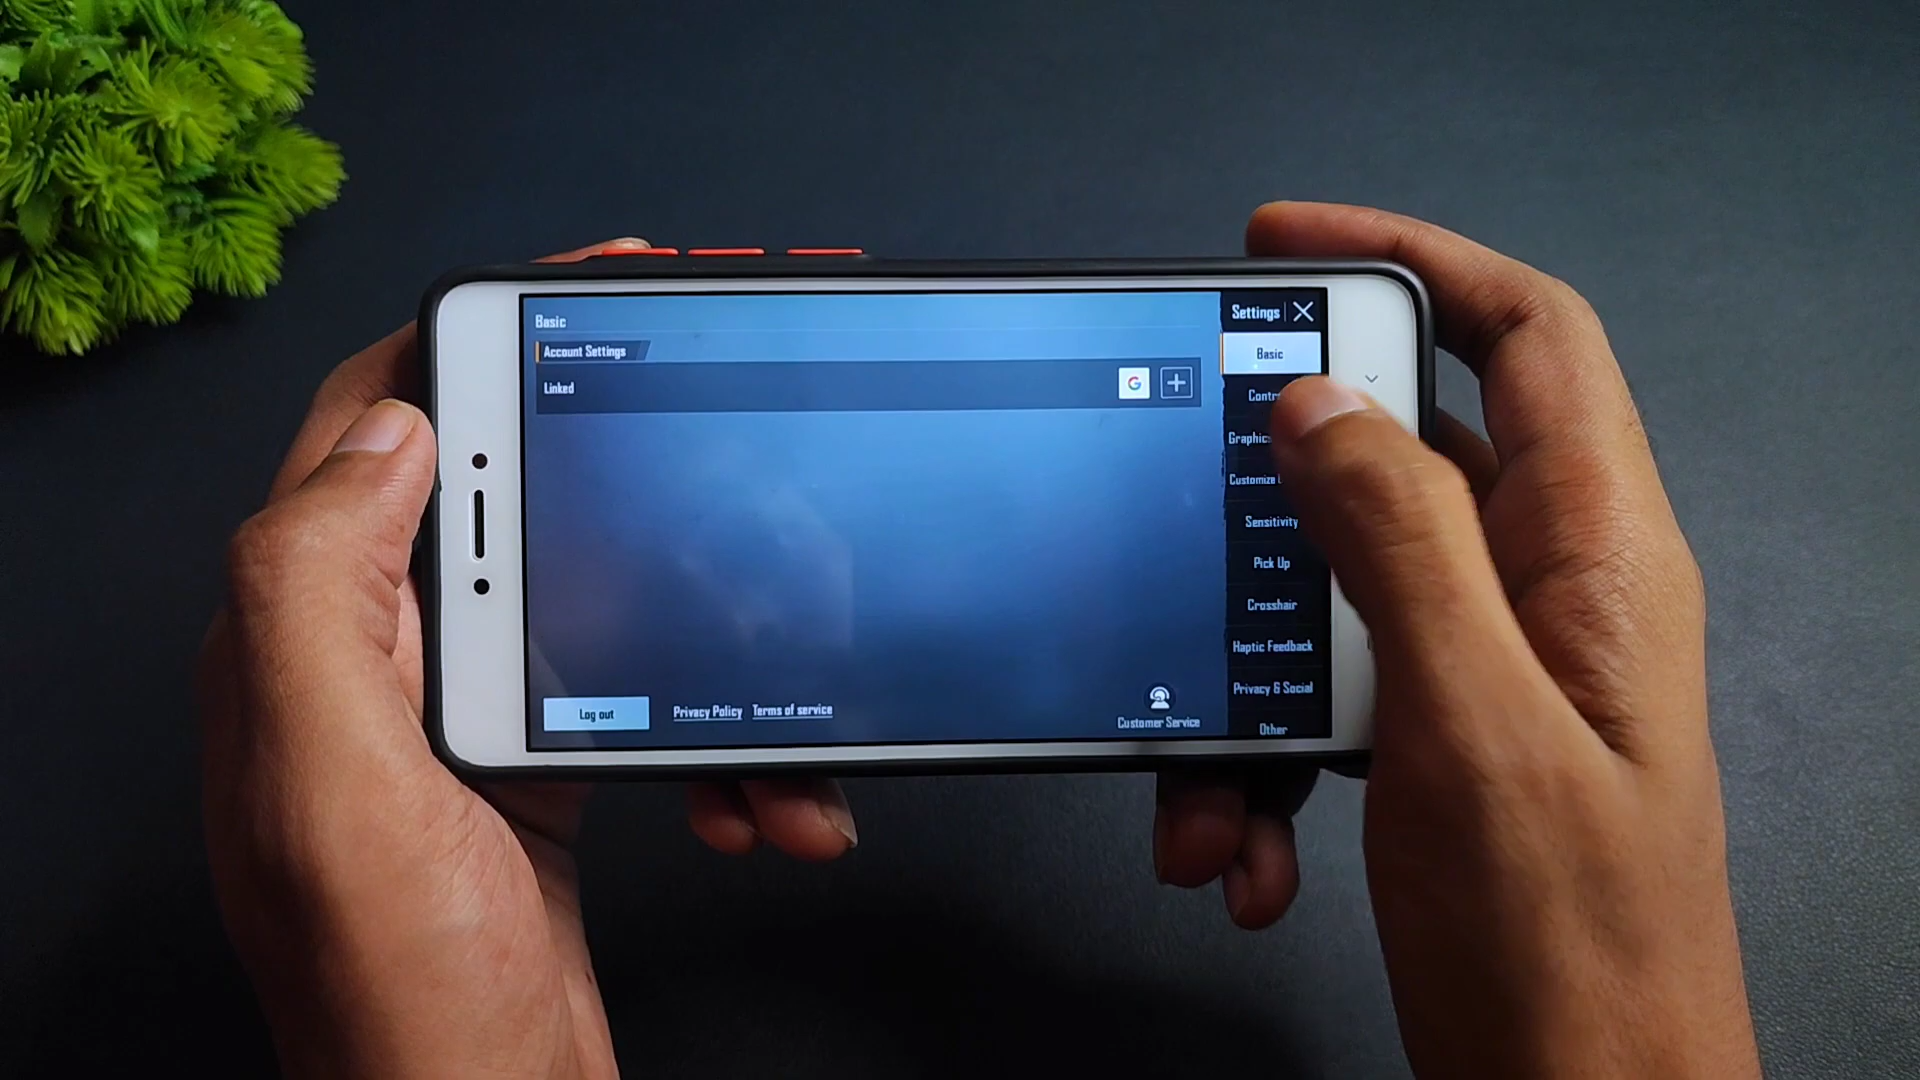 Basic
Account Settings
Linked
G
Log out
Privacy Policy
Terms of service
Customer Service
Settings
Basic
Graphics
Customize
Sensitivity
Pick Up
Crosshair
Haptic Feedback
Privacy & Social
Other